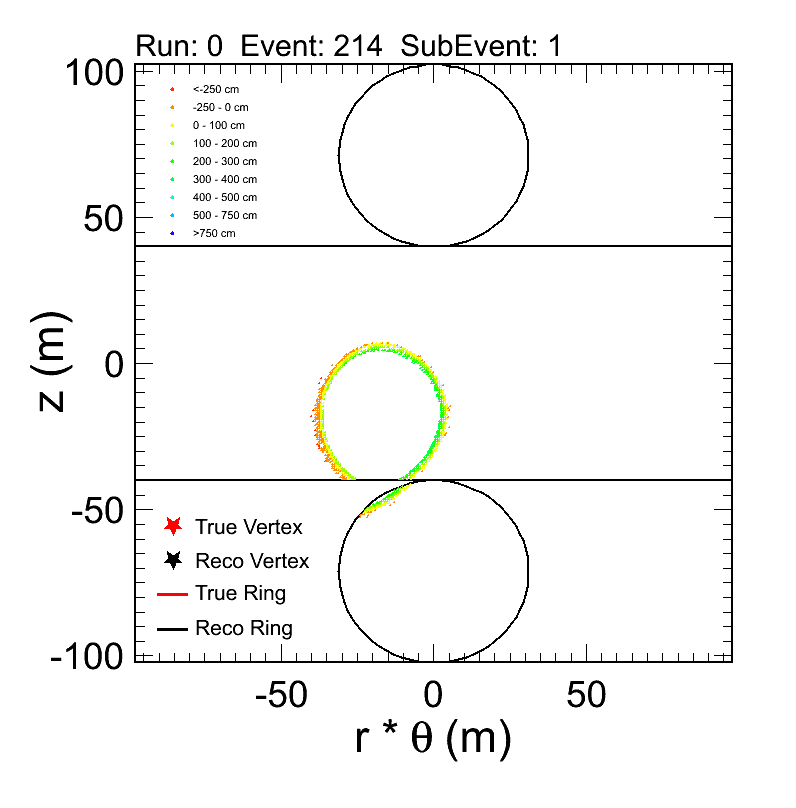 Run: 0 Event: 214 SubEvent: 1
100
<-250 cm
-250 - 0 cm
0 - 100 cm
100 - 200 cm
200 - 300 cm
300 - 400 cm
400 - 500 cm
500 - 750 cm
>750 cm
50
0
z (m)
-50
True Vertex
Reco Vertex
True Ring
Reco Ring
-100
-50 0 50
r * θ (m)